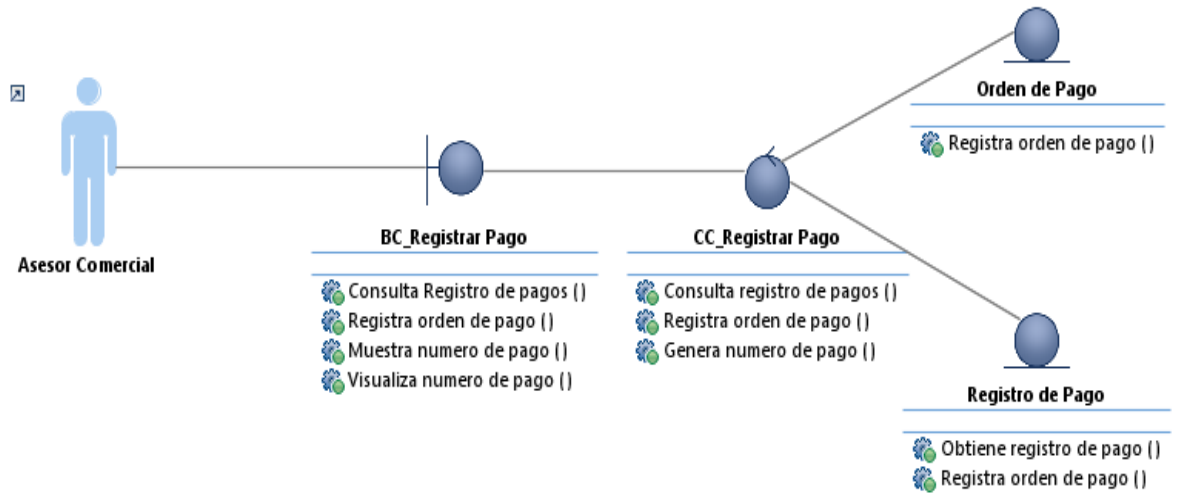 Orden de Pago
Registra orden de pago ()
Asesor Comercial
BC_Registrar Pago
Consulta Registro de pagos ()
Registra orden de pago ()
Muestra numero de pago ()
Visualiza numero de pago ()
CC_Registrar Pago
Consulta registro de pagos ()
Registra orden de pago ()
Genera numero de pago ()
Registro de Pago
Obtiene registro de pago ()
Registra orden de pago ()